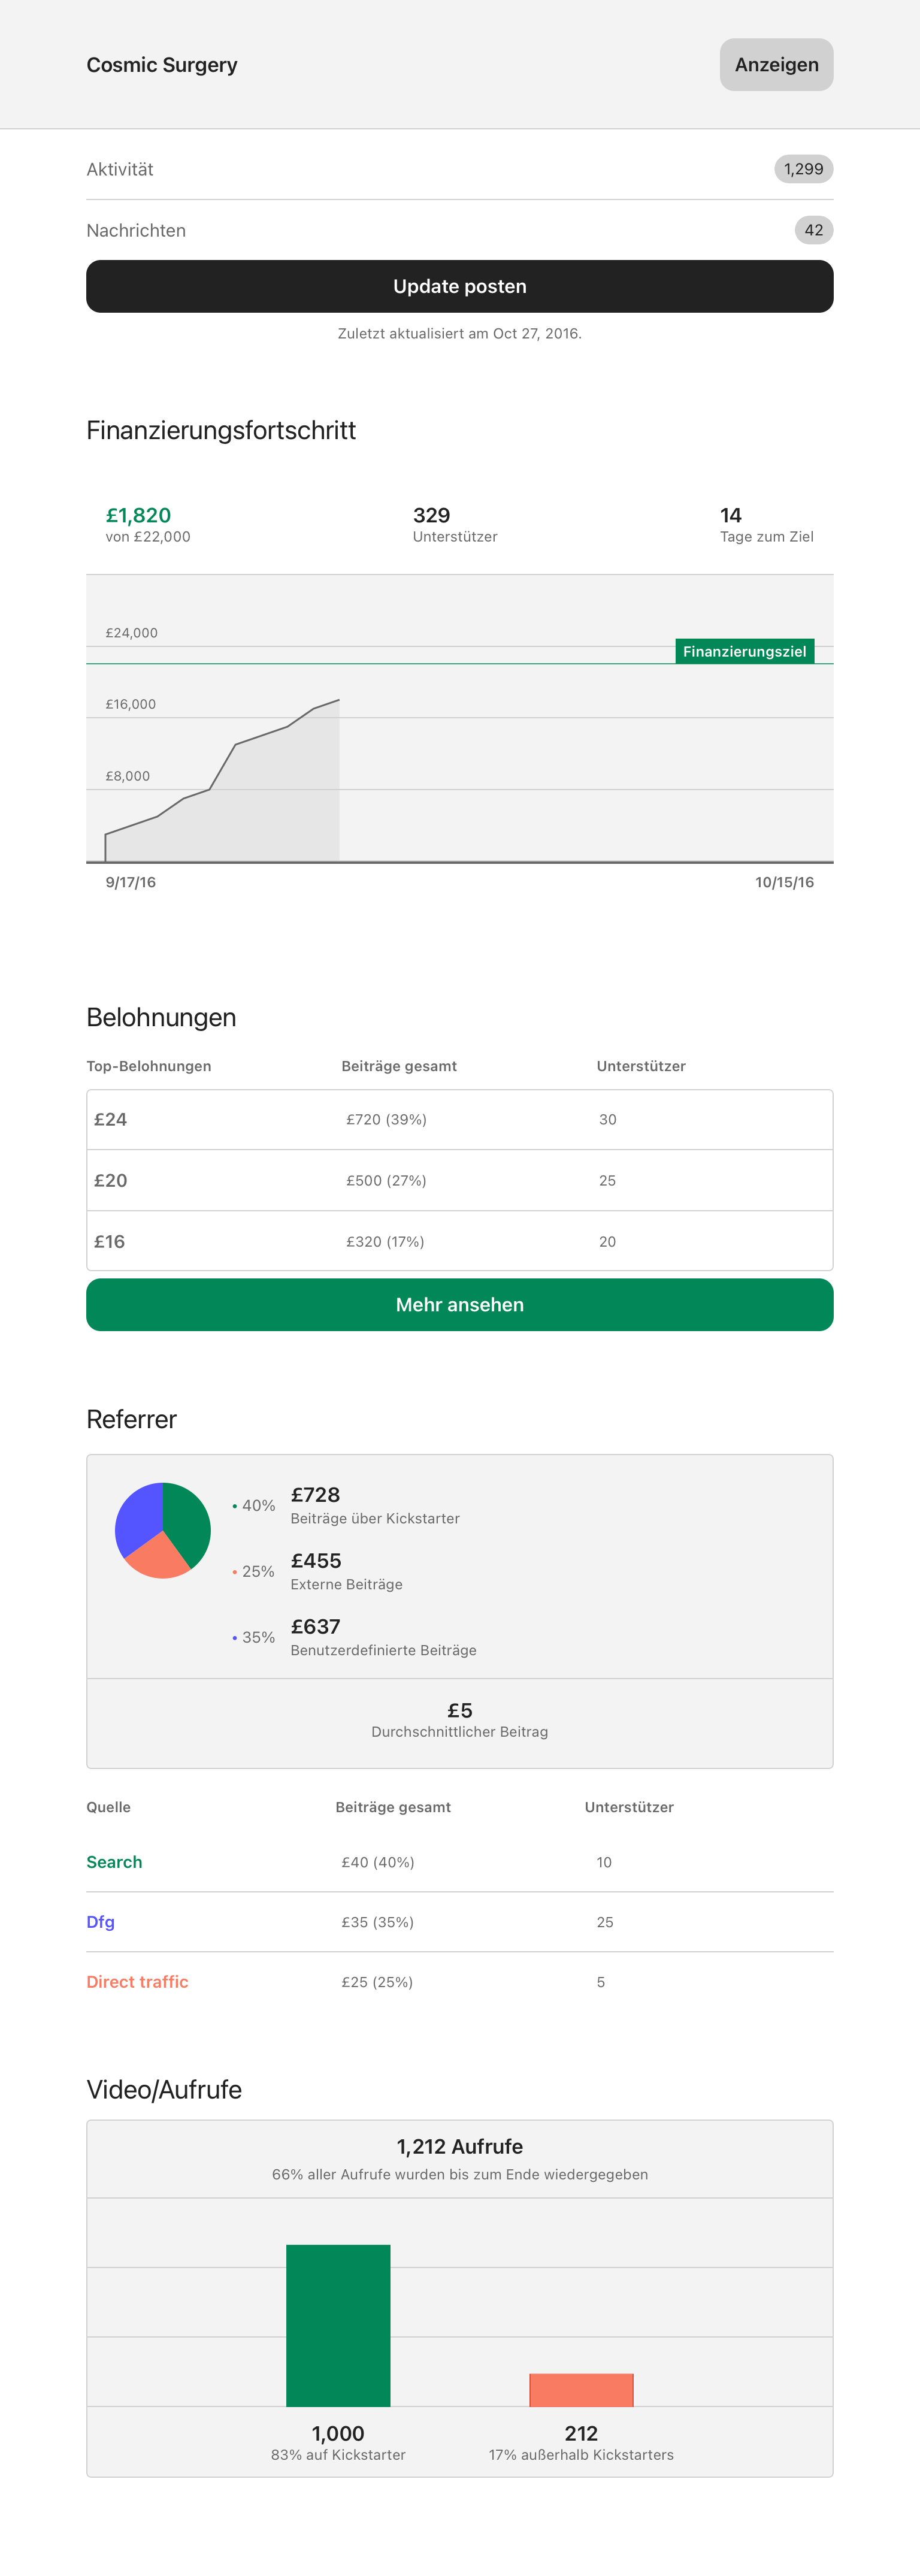 Cosmic Surgery
Anzeigen
Aktivität
1,299
Nachrichten
42
Update posten
Zuletzt aktualisiert am Oct 27, 2016.
Finanzierungsfortschritt
£1,820
von £22,000
329
Unterstützer
14
Tage zum Ziel
£24,000
Finanzierungsziel
£16,000
£8,000
9/17/16
10/15/16
Belohnungen
Top-Belohnungen Beiträge gesamt Unterstützer
£24 £720 (39%) 30
£20 £500 (27%) 25
£16 £320 (17%) 20
Mehr ansehen
Referrer
• 40% £728
Beiträge über Kickstarter
• 25% £455
Externe Beiträge
• 35% £637
Benutzerdefinierte Beiträge
£5
Durchschnittlicher Beitrag
Quelle Beiträge gesamt Unterstützer
Search £40 (40%) 10
Dfg £35 (35%) 25
Direct traffic £25 (25%) 5
Video/Aufrufe
1,212 Aufrufe
66% aller Aufrufe wurden bis zum Ende wiedergegeben
1,000
83% auf Kickstarter
212
17% außerhalb Kickstarters